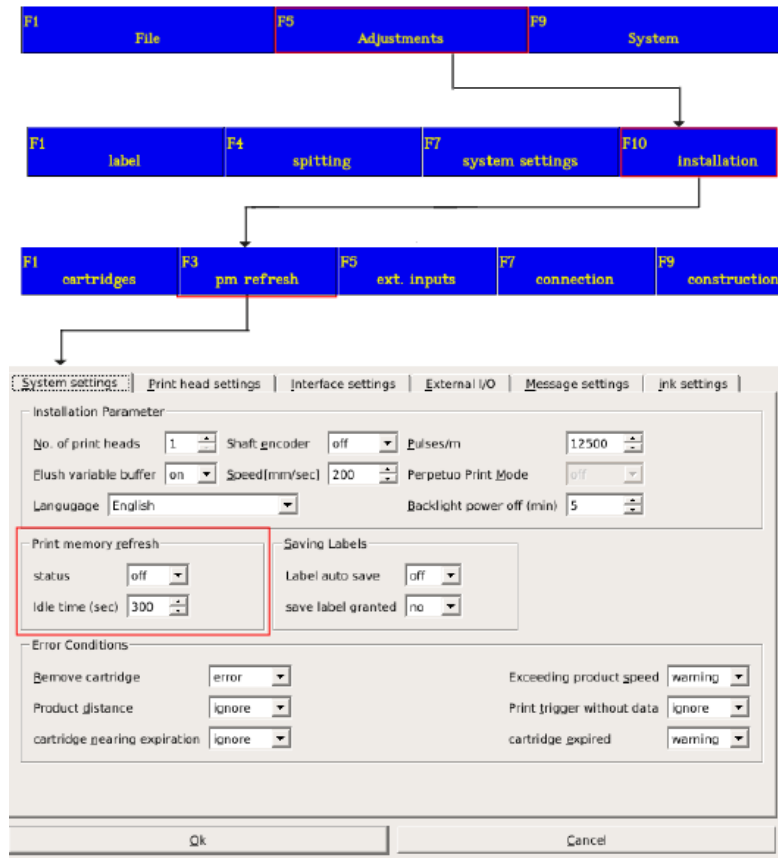 F1 File F5 Adjustments F9 System
F1 label F4 spitting F7 system settings F10 installation
F1 cartridges F3 pm refresh F5 ext. inputs F7 connection F9 construction
System settings Print head settings Interface settings External I/O Message settings ink settings
Installation Parameter
No. of print heads 1 Shaft encoder off Pulses/m 12500
Flush variable buffer on Speed[mm/sec] 200 Perpetuo Print Mode off
Langugage English Backlight power off (min) 5
Print memory refresh Saving Labels
status off Label auto save off
Idle time (sec) 300 save label granted no
Error Conditions
Remove cartridge error Exceeding product speed warning
Product distance ignore Print trigger without data ignore
cartridge nearing expiration ignore cartridge expired warning
Ok Cancel